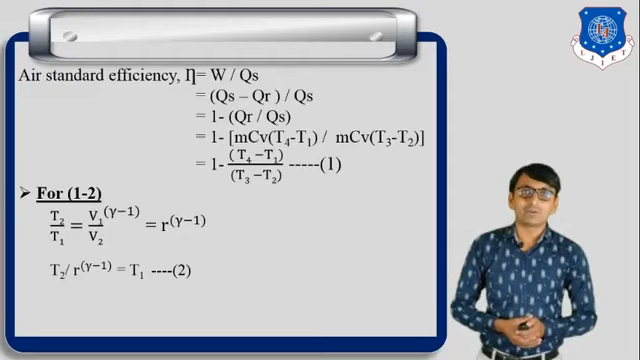 Air standard efficiency, Ƞ= W / Qs
= (Qs – Qr ) / Qs
= 1- (Qr / Qs)
= 1- [mCv(T₄-T₁) / mCv(T₃-T₂)]
= 1- (T₄ −T₁)/(T₃ −T₂) -----(1)
➢ For (1-2)
T₂/T₁ = V₁/V₂^(γ−1) = r^(γ−1)
T₂/ r^(γ−1) = T₁ ----(2)
LJIET